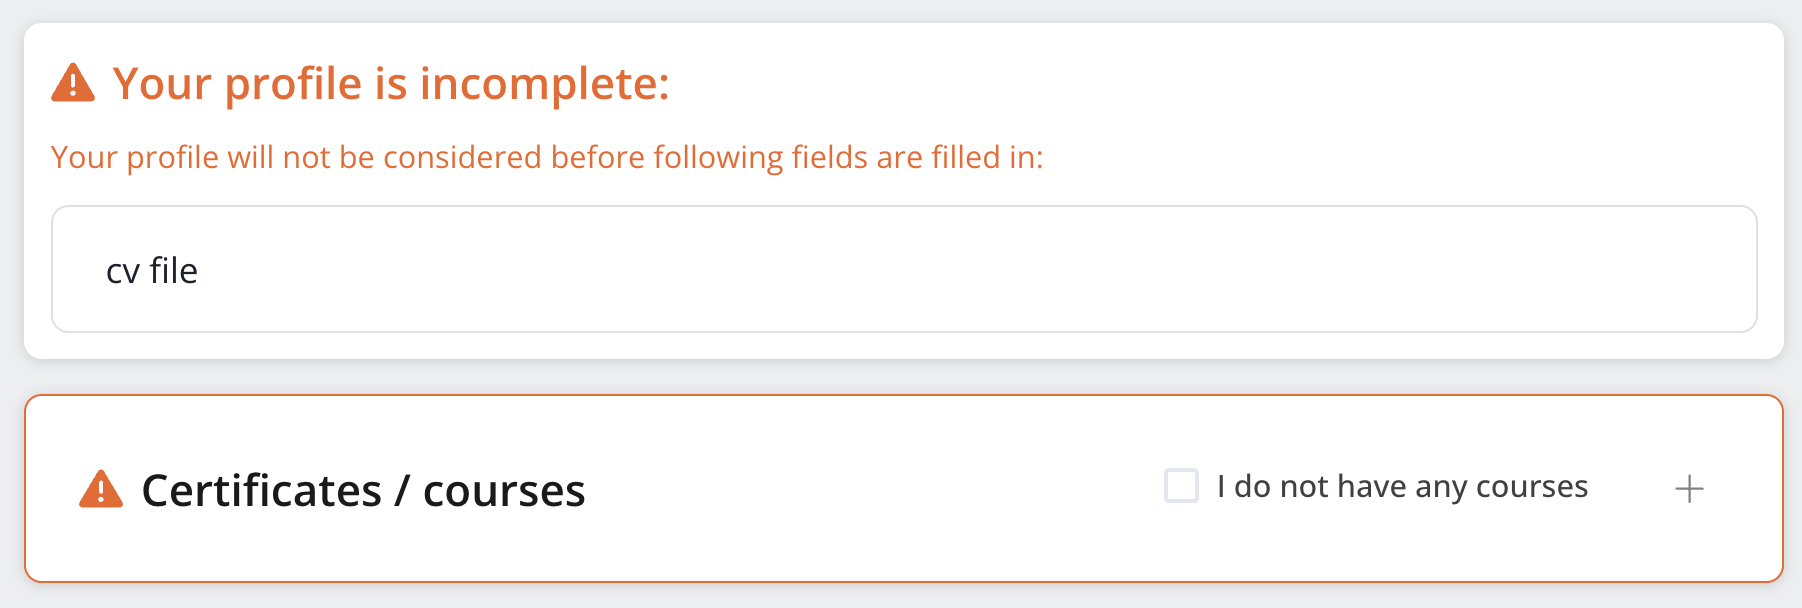 Your profile is incomplete:
Your profile will not be considered before following fields are filled in:
cv file
Certificates / courses
I do not have any courses